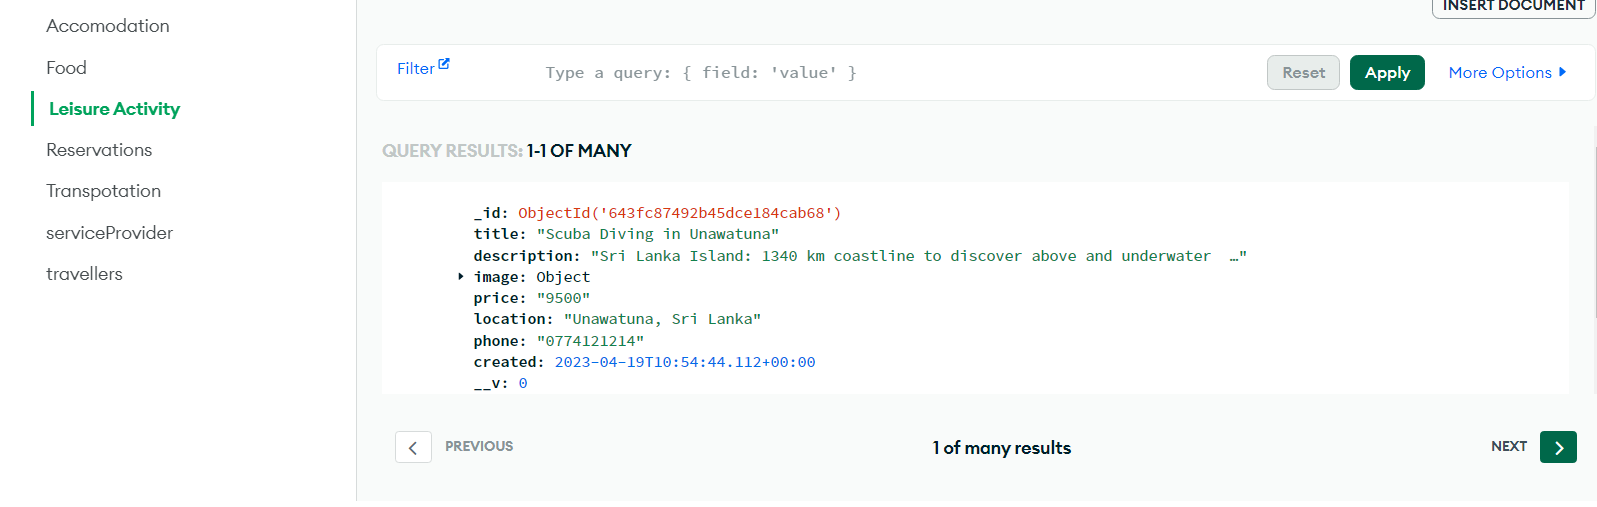 Accomodation
Food
Leisure Activity
Reservations
Transpotation
serviceProvider
travellers
INSERT DOCUMENT
Filter
Type a query: { field: 'value' }
Reset
Apply
More Options
QUERY RESULTS: 1-1 OF MANY
_id: ObjectId('643fc87492b45dce184cab68')
title: "Scuba Diving in Unawatuna"
description: "Sri Lanka Island: 1340 km coastline to discover above and underwater …"
image: Object
price: "9500"
location: "Unawatuna, Sri Lanka"
phone: "0774121214"
created: 2023-04-19T10:54:44.112+00:00
__v: 0
PREVIOUS
1 of many results
NEXT